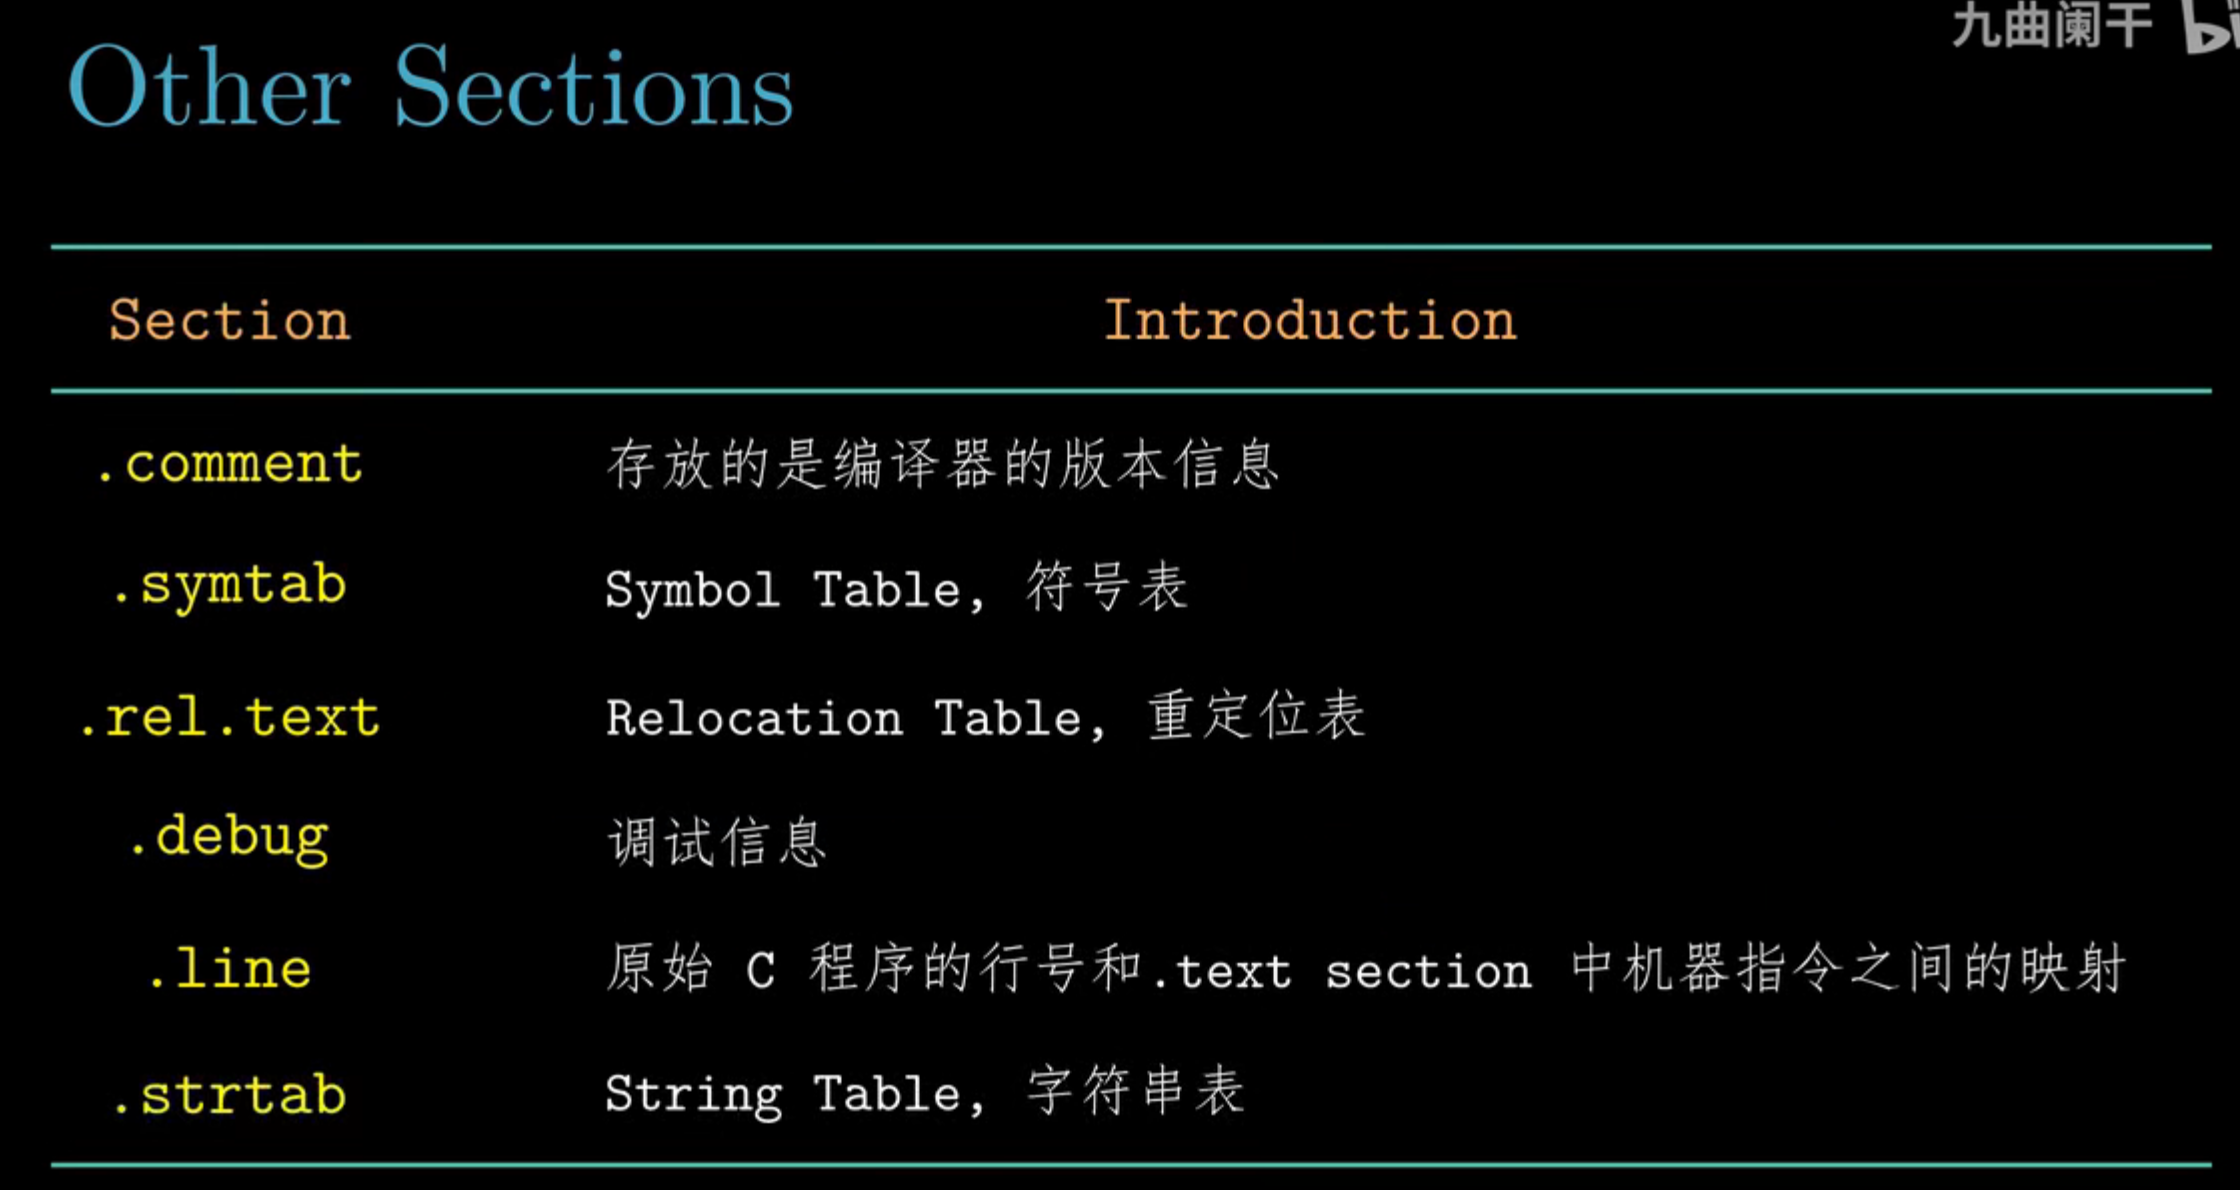 九曲阑干
Other Sections
Section Introduction
.comment 存放的是编译器的版本信息
.symtab Symbol Table, 符号表
.rel.text Relocation Table, 重定位表
.debug 调试信息
.line 原始 C 程序的行号和.text section 中机器指令之间的映射
.strtab String Table, 字符串表